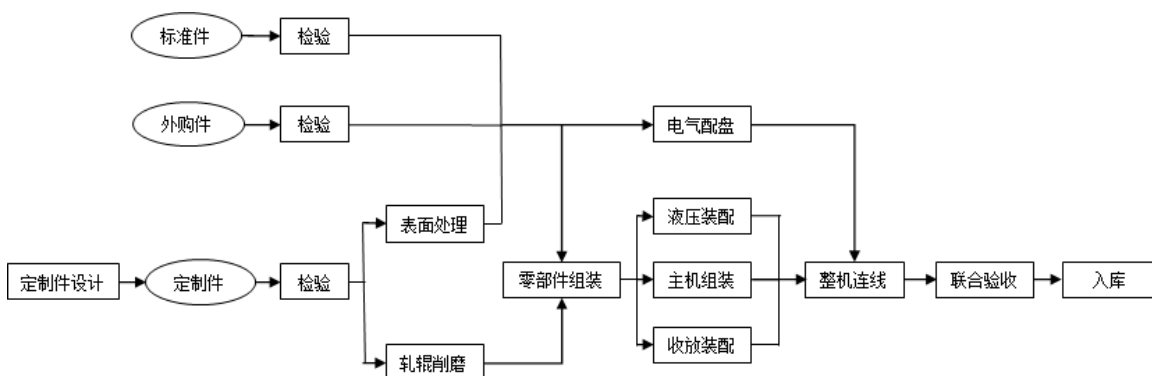 标准件
检验
外购件
检验
电气配盘
表面处理
液压装配
定制件设计
定制件
检验
零部件组装
主机组装
整机连线
联合验收
入库
轧辊削磨
收放装配